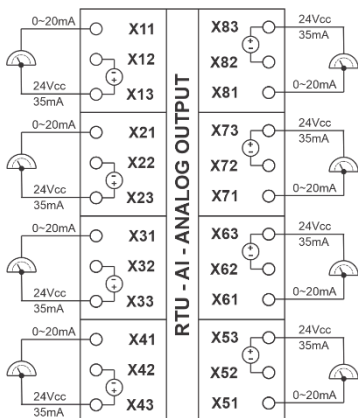 0~20mA X11
X12
24Vcc X13
35mA
0~20mA X21
X22
24Vcc X23
35mA
0~20mA X31
X32
24Vcc X33
35mA
0~20mA X41
X42
24Vcc X43
35mA
RTU - AI - ANALOG OUTPUT
X83 24Vcc
35mA
X82
X81 0~20mA
X73 24Vcc
35mA
X72
X71 0~20mA
X63 24Vcc
35mA
X62
X61 0~20mA
X53 24Vcc
35mA
X52
X51 0~20mA